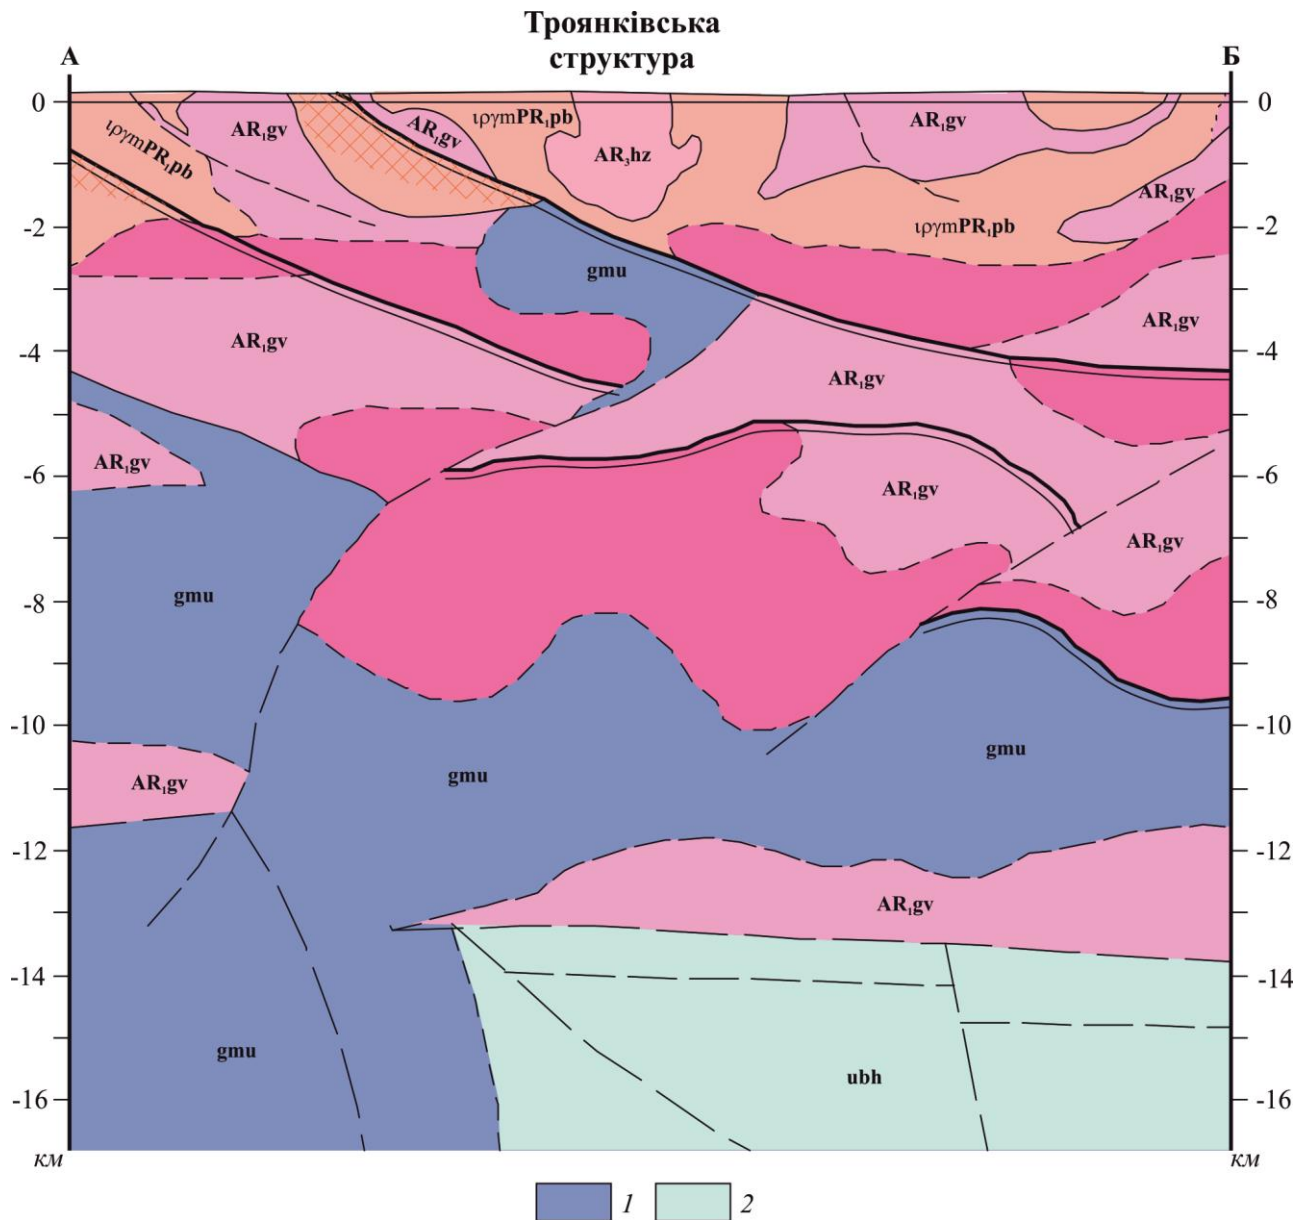 Троянківська
структура
А
Б
0
0
ιργmPR₁pb
AR₁gv
AR₁gv
ιργmPR₁pb
AR₃hz
AR₁gv
AR₁gv
-2
-2
ιργmPR₁pb
gmu
AR₁gv
AR₁gv
-4
-4
AR₁gv
AR₁gv
-6
-6
AR₁gv
AR₁gv
gmu
-8
-8
-10
-10
gmu
gmu
AR₁gv
-12
-12
AR₁gv
-14
-14
gmu
ubh
-16
-16
км
км
1
2